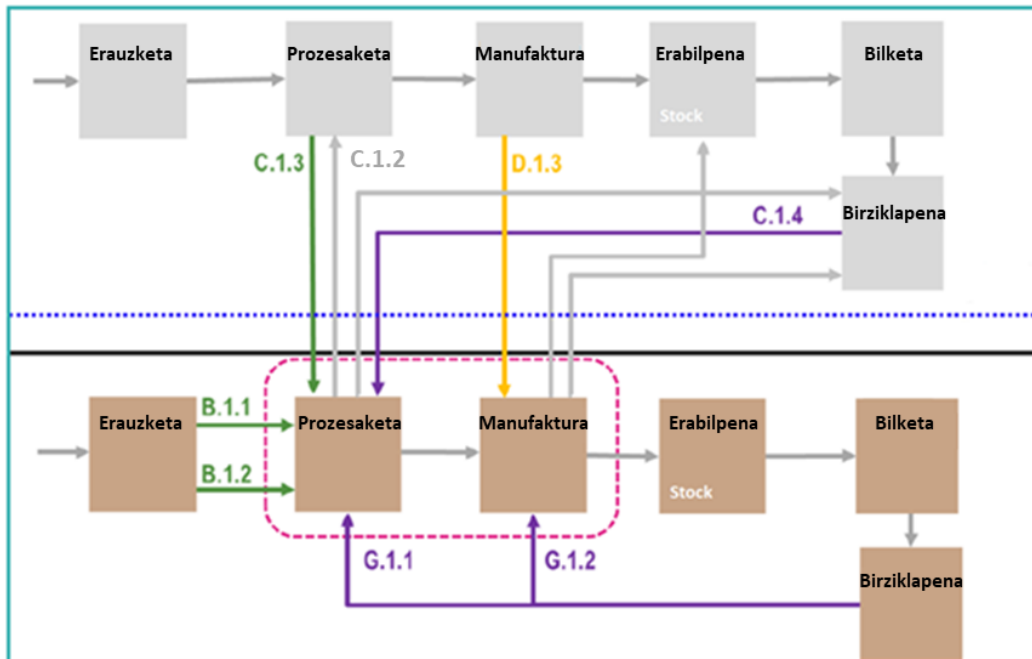 Erauzketa
Prozesaketa
Manufaktura
Erabilpena
Bilketa
Stock
C.1.3
C.1.2
D.1.3
C.1.4
Birziklapena
Erauzketa
B.1.1
B.1.2
Prozesaketa
Manufaktura
Erabilpena
Bilketa
Stock
G.1.1
G.1.2
Birziklapena